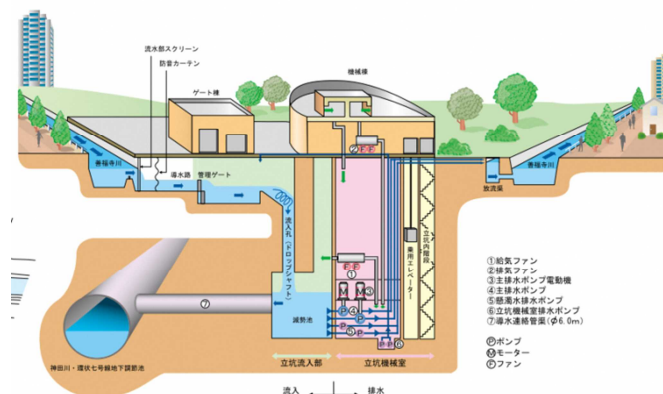 流水部スクリーン
防音カーテン
ゲート棟
機械棟
善福寺川
導水路
管理ゲート
流入孔(ドロップシャフト)
減勢池
②
F F
F F
①
M M ③
P P ④
P P ⑤
P P ⑥
乗用エレベーター
立坑内階段
放流渠
善福寺川
⑦
神田川・環状七号線地下調節池
立坑流入部
立坑機械室
流入
排水
①給気ファン
②排気ファン
③主排水ポンプ電動機
④主排水ポンプ
⑤懸濁水排水ポンプ
⑥立坑機械室排水ポンプ
⑦導水連絡管渠(φ6.0m)
Ⓟポンプ
Ⓜモーター
Ⓕファン